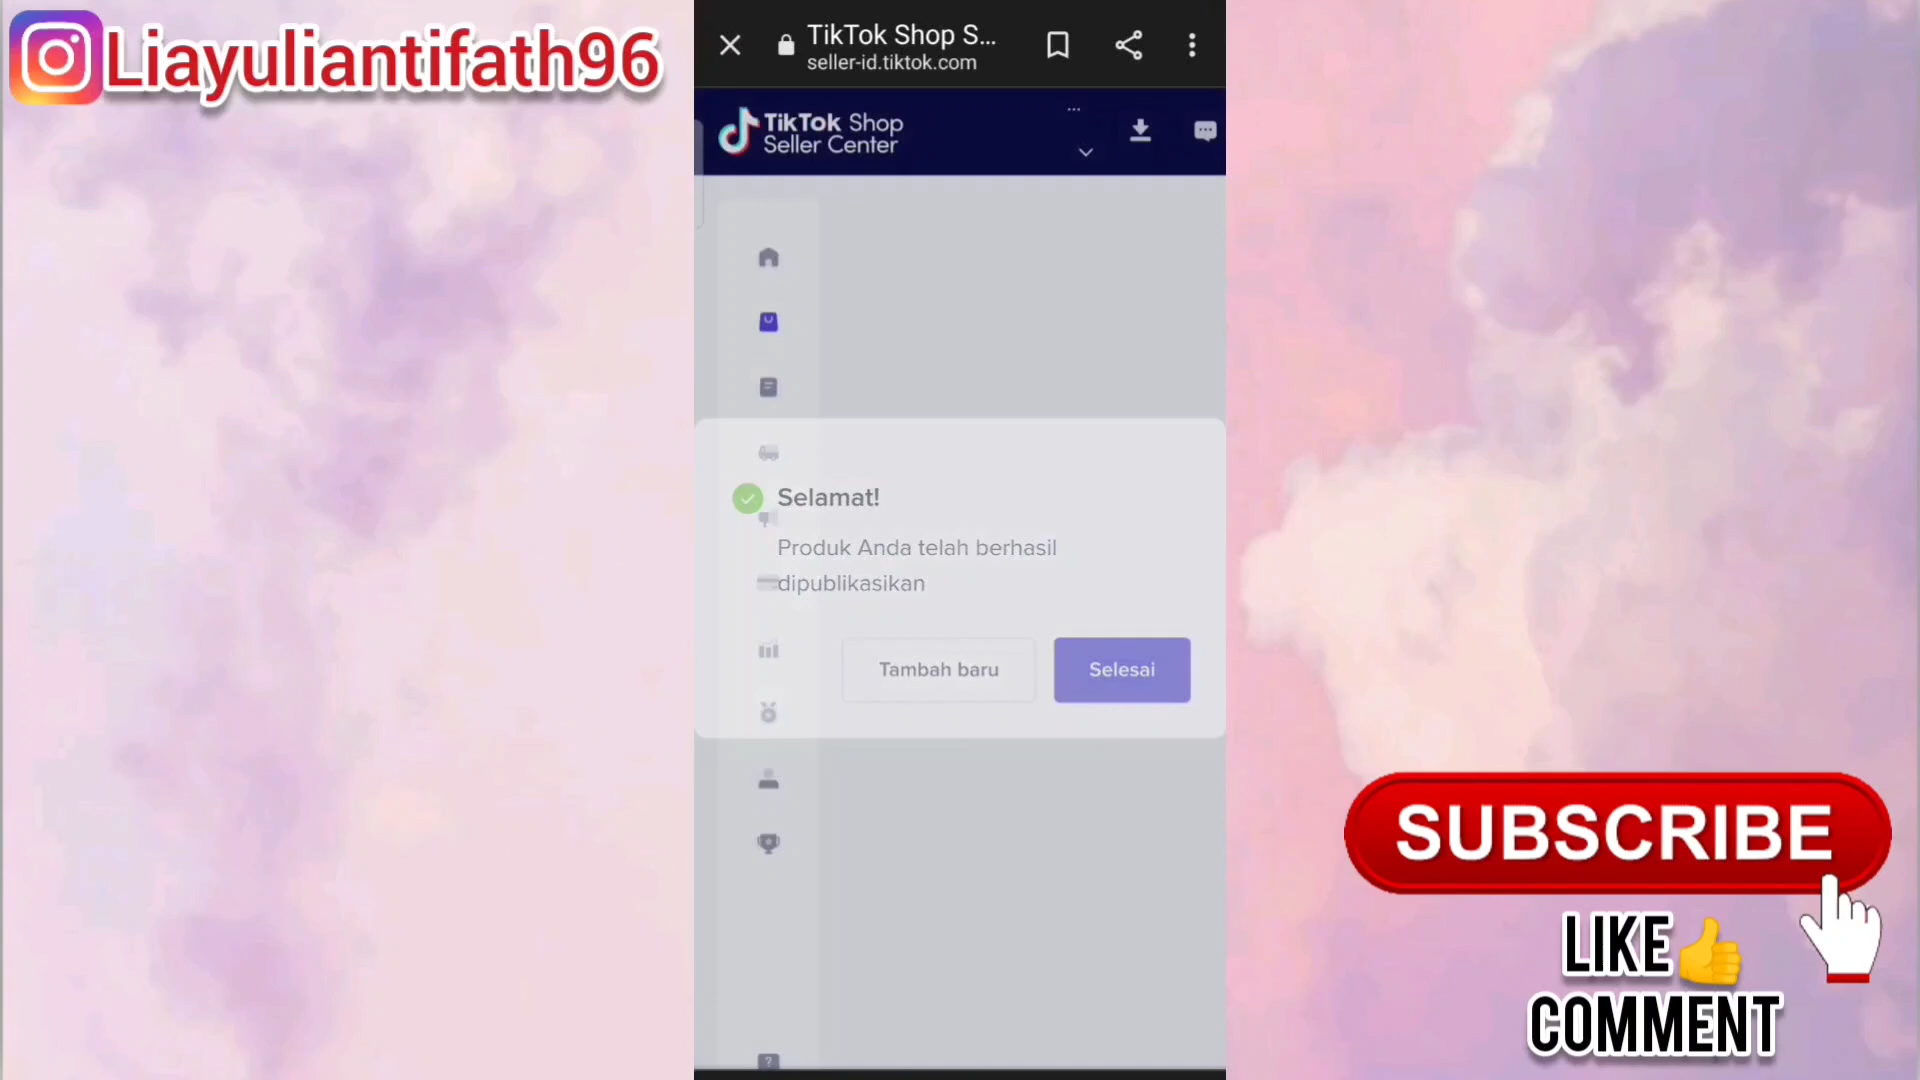 Liayuliantifath96
TikTok Shop S...
seller-id.tiktok.com
TikTok Shop
Seller Center
Selamat!
Produk Anda telah berhasil
dipublikasikan
Tambah baru
Selesai
SUBSCRIBE
LIKE
COMMENT